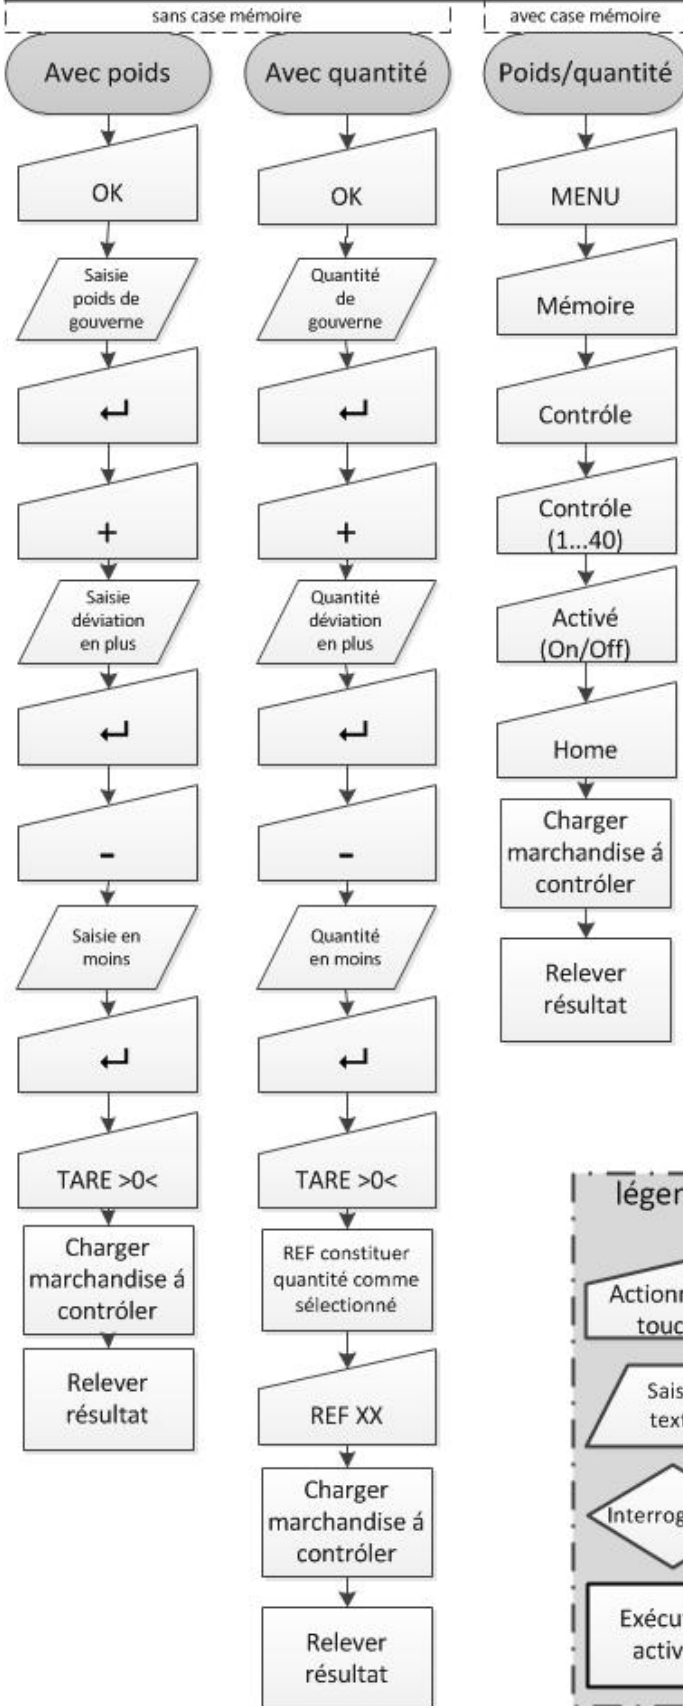 sans case mémoire
Avec poids
OK
Saisie
poids de
gouverne
↵
+
Saisie
déviation
en plus
↵
-
Saisie en
moins
↵
TARE >0<
Charger
marchandise á
contróler
Relever
résultat
Avec quantité
OK
Quantité
de
gouverne
↵
+
Quantité
déviation
en plus
↵
-
Quantité
en moins
↵
TARE >0<
REF constituer
quantité comme
sélectionné
REF XX
Charger
marchandise á
contróler
Relever
résultat
avec case mémoire
Poids/quantité
MENU
Mémoire
Contróle
Contróle
(1...40)
Activé
(On/Off)
Home
Charger
marchandise á
contróler
Relever
résultat